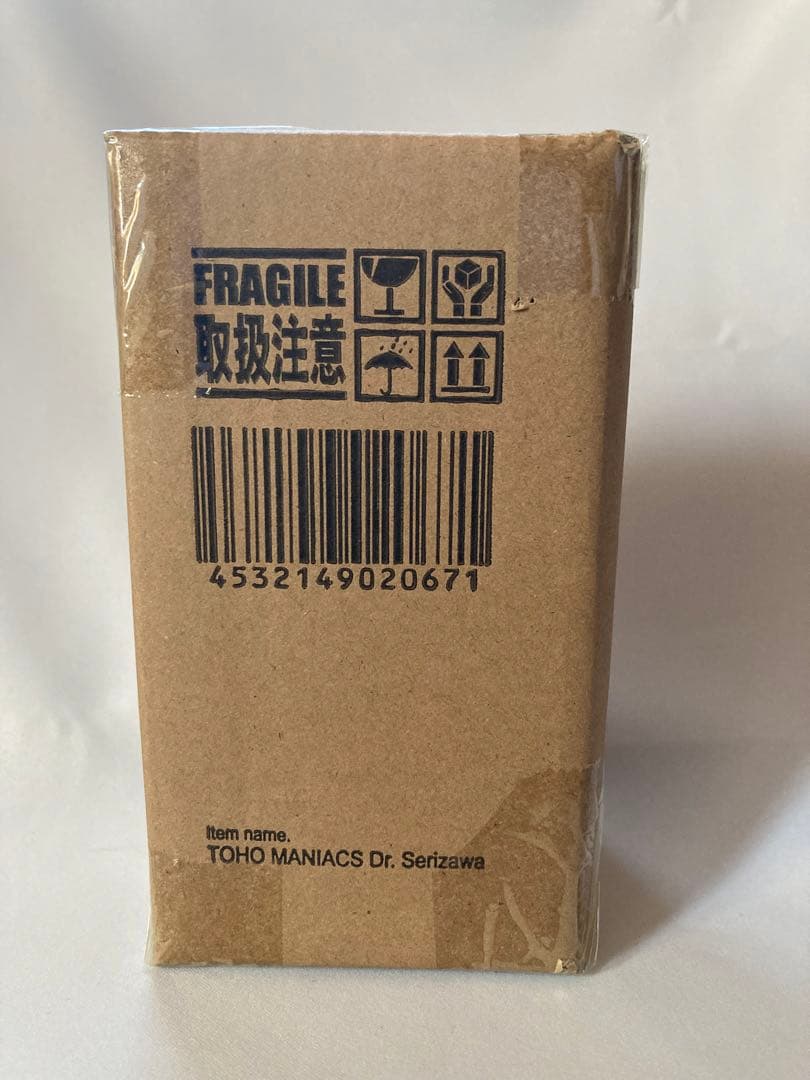 FRAGILE
取扱注意
4532149020671
Item name.
TOHO MANIACS Dr. Serizawa